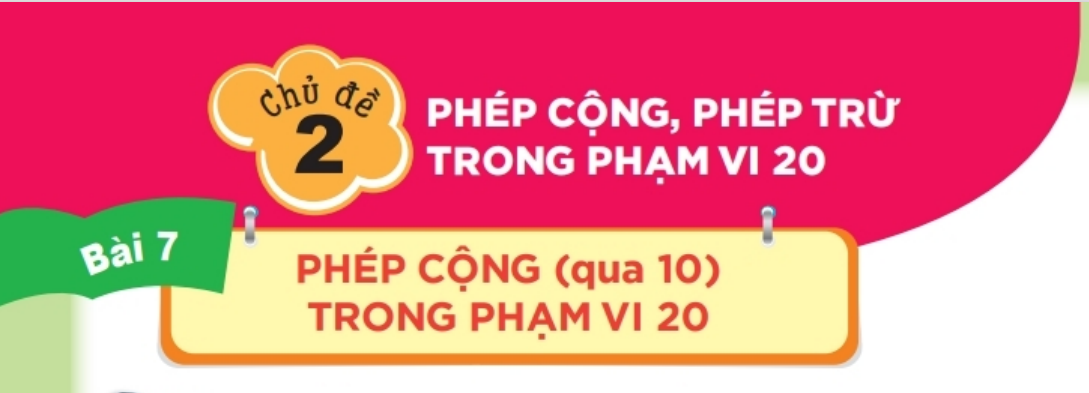 Chủ đề
2
PHÉP CỘNG, PHÉP TRỪ
TRONG PHẠM VI 20
Bài 7
PHÉP CỘNG (qua 10)
TRONG PHẠM VI 20